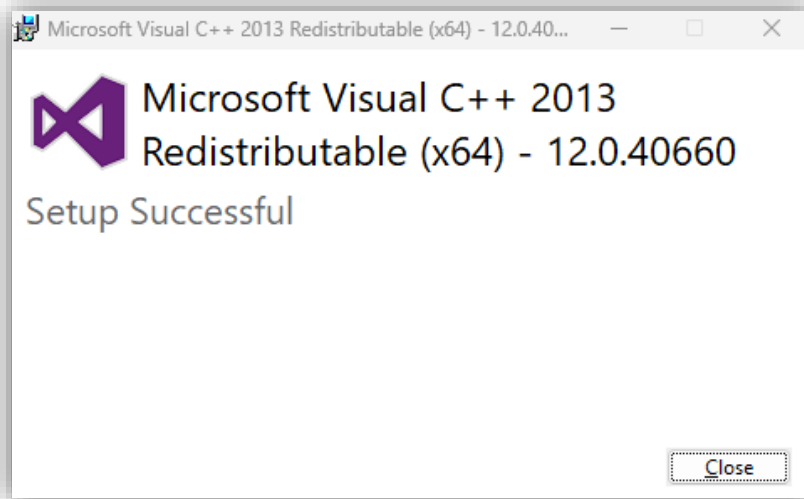 Microsoft Visual C++ 2013 Redistributable (x64) - 12.0.40...
Microsoft Visual C++ 2013
Redistributable (x64) - 12.0.40660
Setup Successful
Close